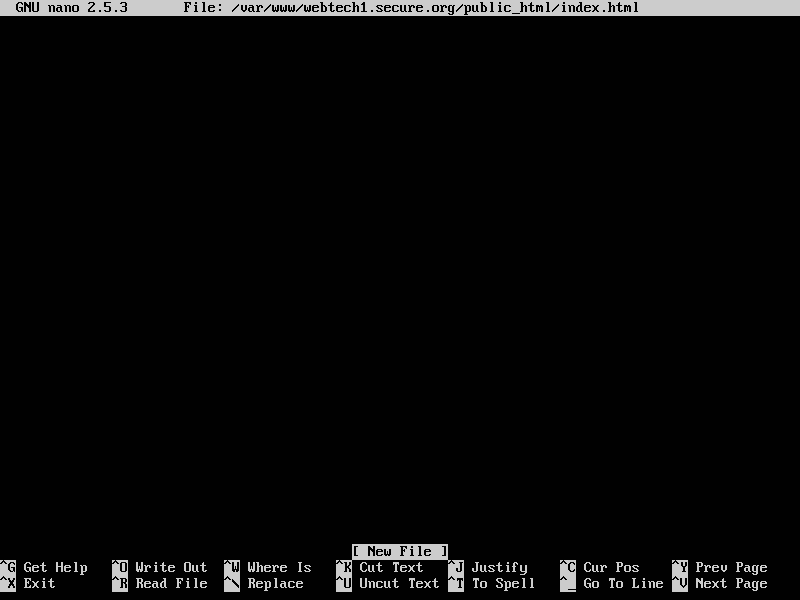 GNU nano 2.5.3 File: /var/www/webtech1.secure.org/public_html/index.html
[ New File ]
^G Get Help ^O Write Out ^W Where Is ^K Cut Text ^J Justify ^C Cur Pos ^Y Prev Page
^X Exit ^R Read File ^\ Replace ^U Uncut Text ^T To Spell ^_ Go To Line ^V Next Page